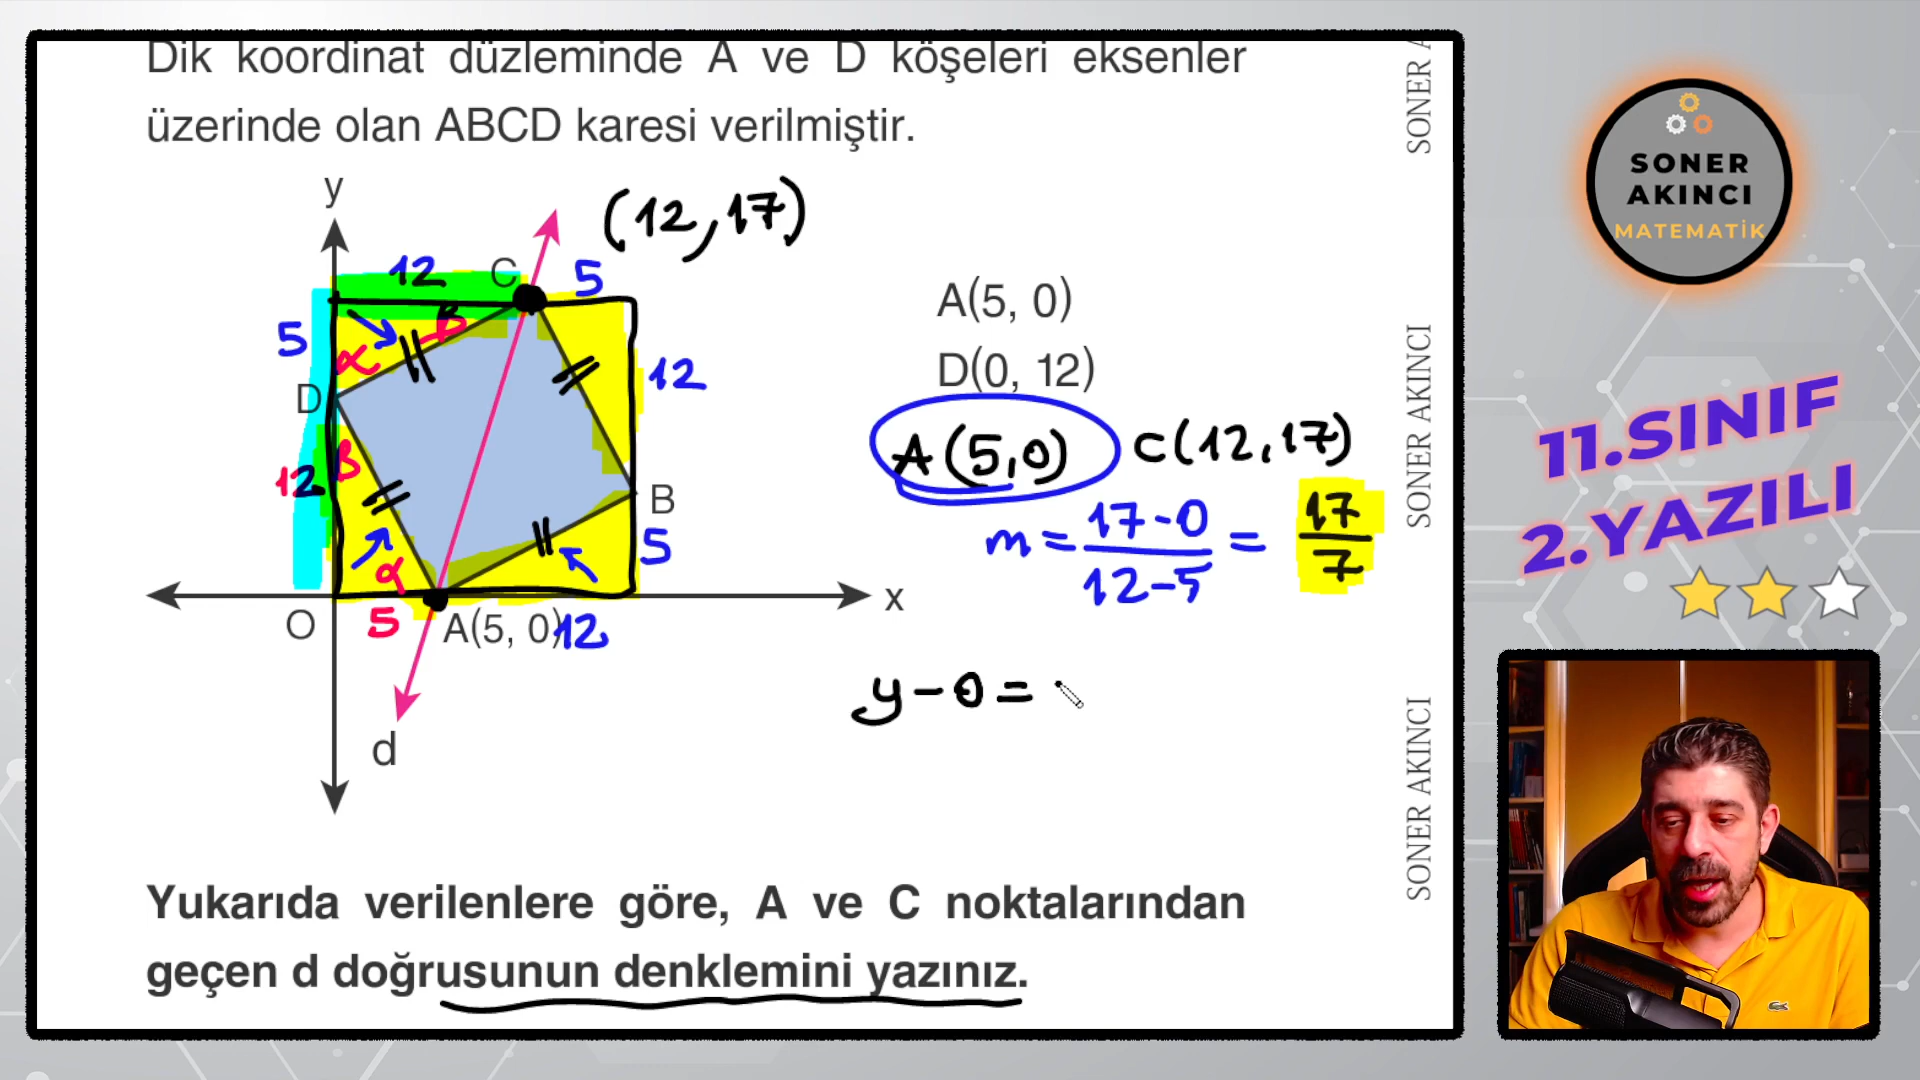 Dik koordinat düzleminde A ve D köşeleri eksenler
üzerinde olan ABCD karesi verilmiştir.
y
(12,17)
12
C
5
5
α
β
D
12
β
12
α
B
5
O
5
A(5, 0)
12
x
d
A(5, 0)
D(0, 12)
A(5,0)
C(12,17)
m = 17-0 / 12-5 = 17/7
y-0=
Yukarıda verilenlere göre, A ve C noktalarından
geçen d doğrusunun denklemini yazınız.
SONER A
SONER AKINCI
SONER AKINCI
SONER
AKINCI
MATEMATİK
11.SINIF
2.YAZILI